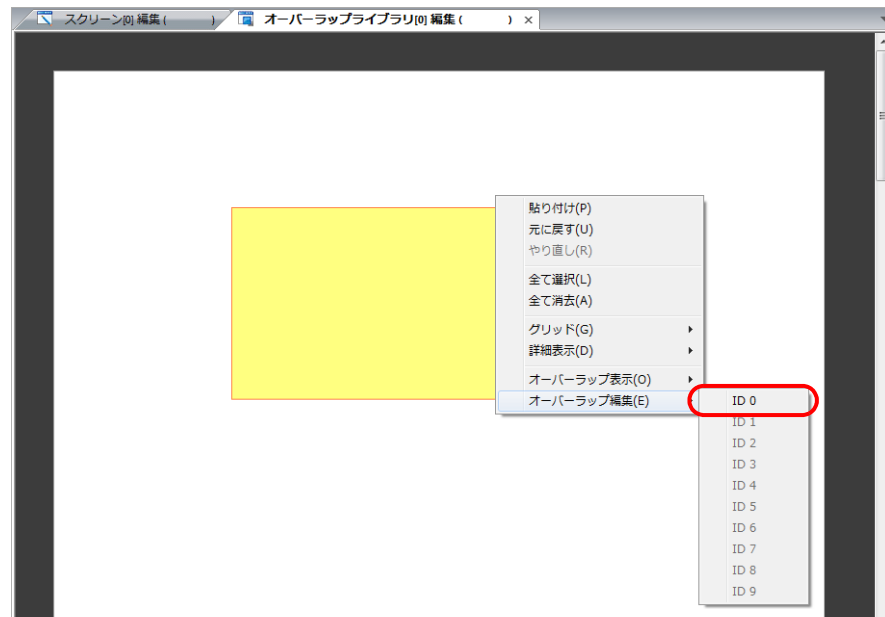 スクリーン[0] 編集 ( )
オーバーラップライブラリ[0] 編集 ( ) ×
貼り付け(P)
元に戻す(U)
やり直し(R)
全て選択(L)
全て消去(A)
グリッド(G)
詳細表示(D)
オーバーラップ表示(O)
オーバーラップ編集(E)
ID 0
ID 1
ID 2
ID 3
ID 4
ID 5
ID 6
ID 7
ID 8
ID 9